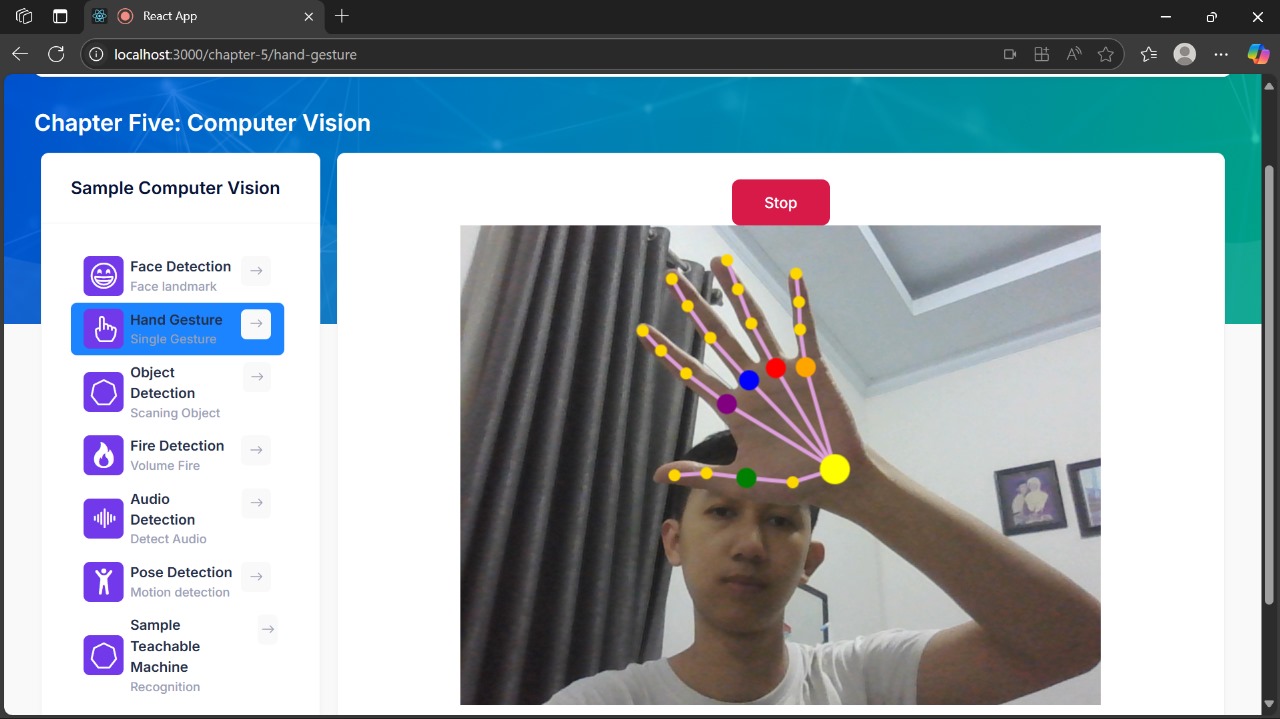 React App
localhost:3000/chapter-5/hand-gesture
Chapter Five: Computer Vision
Sample Computer Vision
Face Detection
Face landmark
Hand Gesture
Single Gesture
Object
Detection
Scaning Object
Fire Detection
Volume Fire
Audio
Detection
Detect Audio
Pose Detection
Motion detection
Sample
Teachable
Machine
Recognition
Stop